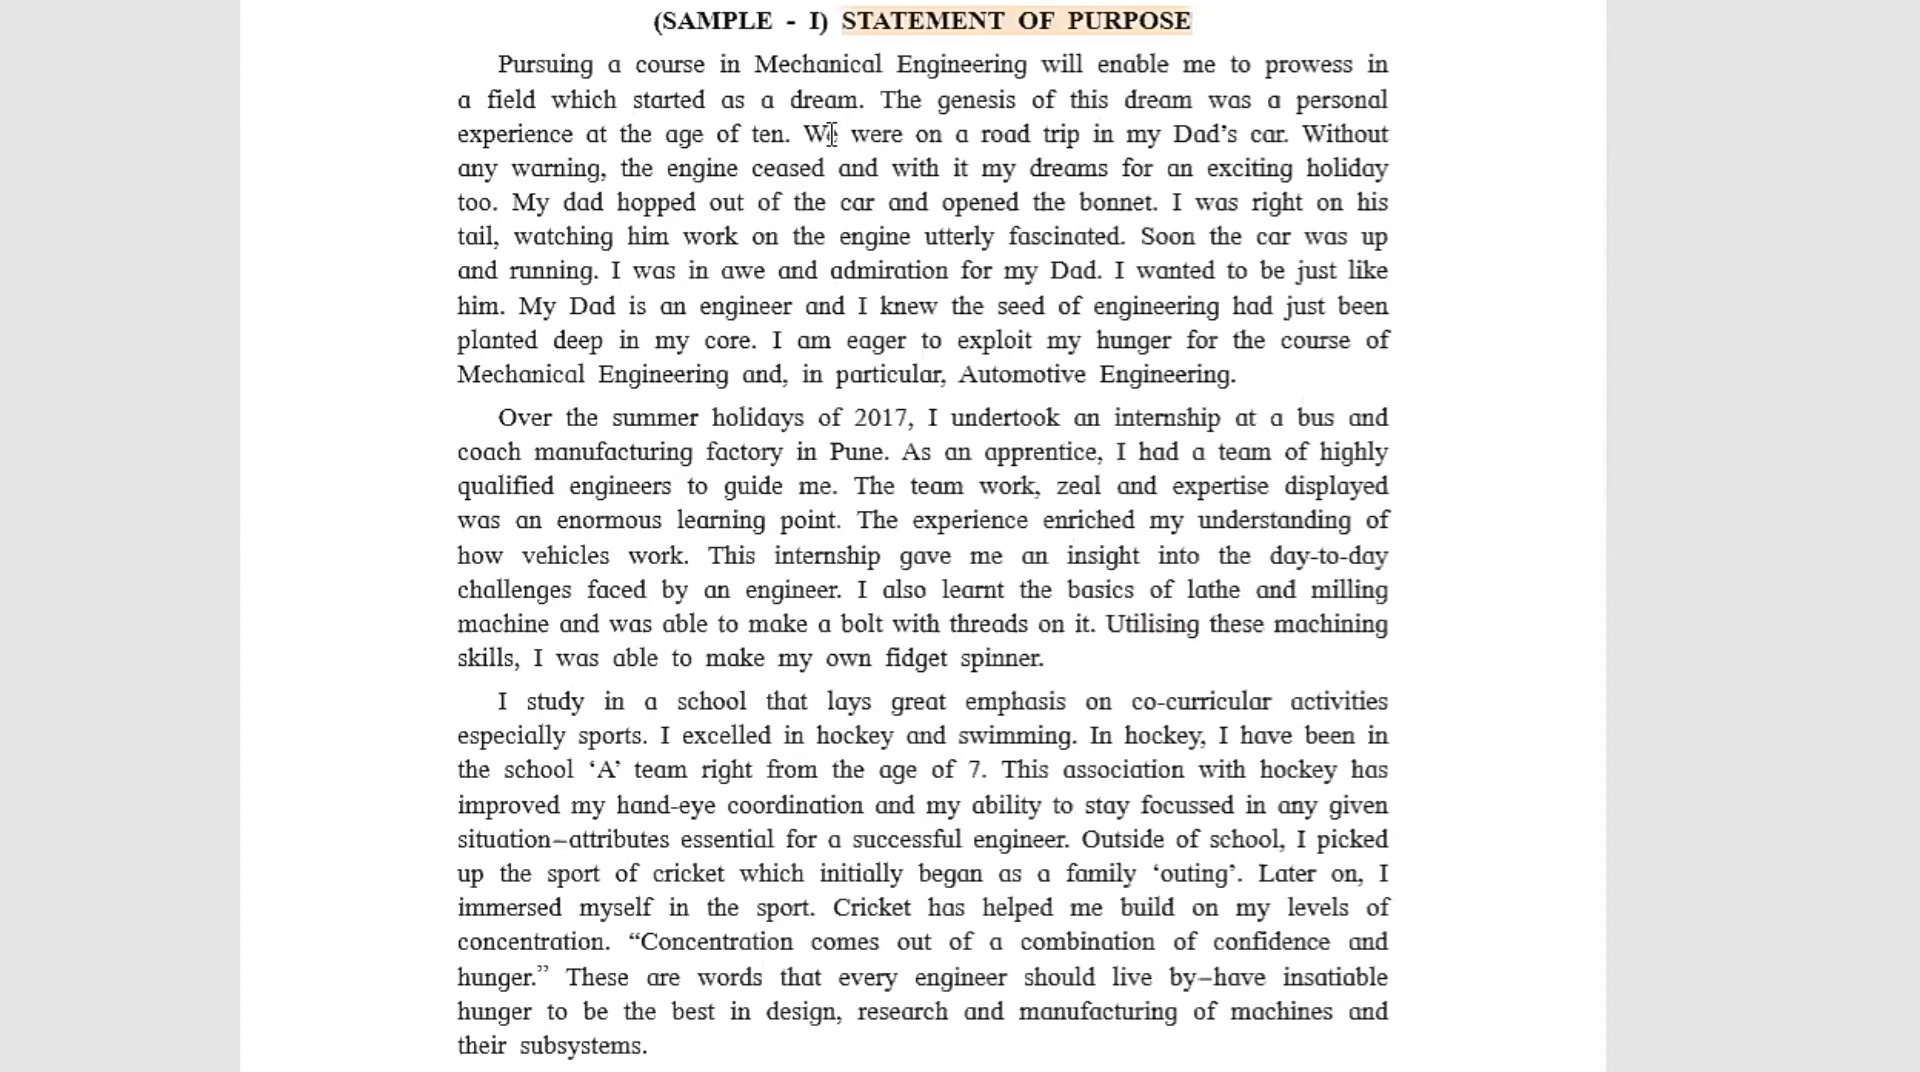 (SAMPLE - I) STATEMENT OF PURPOSE
Pursuing a course in Mechanical Engineering will enable me to prowess in
a field which started as a dream. The genesis of this dream was a personal
experience at the age of ten. We were on a road trip in my Dad's car. Without
any warning, the engine ceased and with it my dreams for an exciting holiday
too. My dad hopped out of the car and opened the bonnet. I was right on his
tail, watching him work on the engine utterly fascinated. Soon the car was up
and running. I was in awe and admiration for my Dad. I wanted to be just like
him. My Dad is an engineer and I knew the seed of engineering had just been
planted deep in my core. I am eager to exploit my hunger for the course of
Mechanical Engineering and, in particular, Automotive Engineering.
Over the summer holidays of 2017, I undertook an internship at a bus and
coach manufacturing factory in Pune. As an apprentice, I had a team of highly
qualified engineers to guide me. The team work, zeal and expertise displayed
was an enormous learning point. The experience enriched my understanding of
how vehicles work. This internship gave me an insight into the day-to-day
challenges faced by an engineer. I also learnt the basics of lathe and milling
machine and was able to make a bolt with threads on it. Utilising these machining
skills, I was able to make my own fidget spinner.
I study in a school that lays great emphasis on co-curricular activities
especially sports. I excelled in hockey and swimming. In hockey, I have been in
the school ‘A’ team right from the age of 7. This association with hockey has
improved my hand-eye coordination and my ability to stay focussed in any given
situation–attributes essential for a successful engineer. Outside of school, I picked
up the sport of cricket which initially began as a family ‘outing’. Later on, I
immersed myself in the sport. Cricket has helped me build on my levels of
concentration. “Concentration comes out of a combination of confidence and
hunger.” These are words that every engineer should live by–have insatiable
hunger to be the best in design, research and manufacturing of machines and
their subsystems.